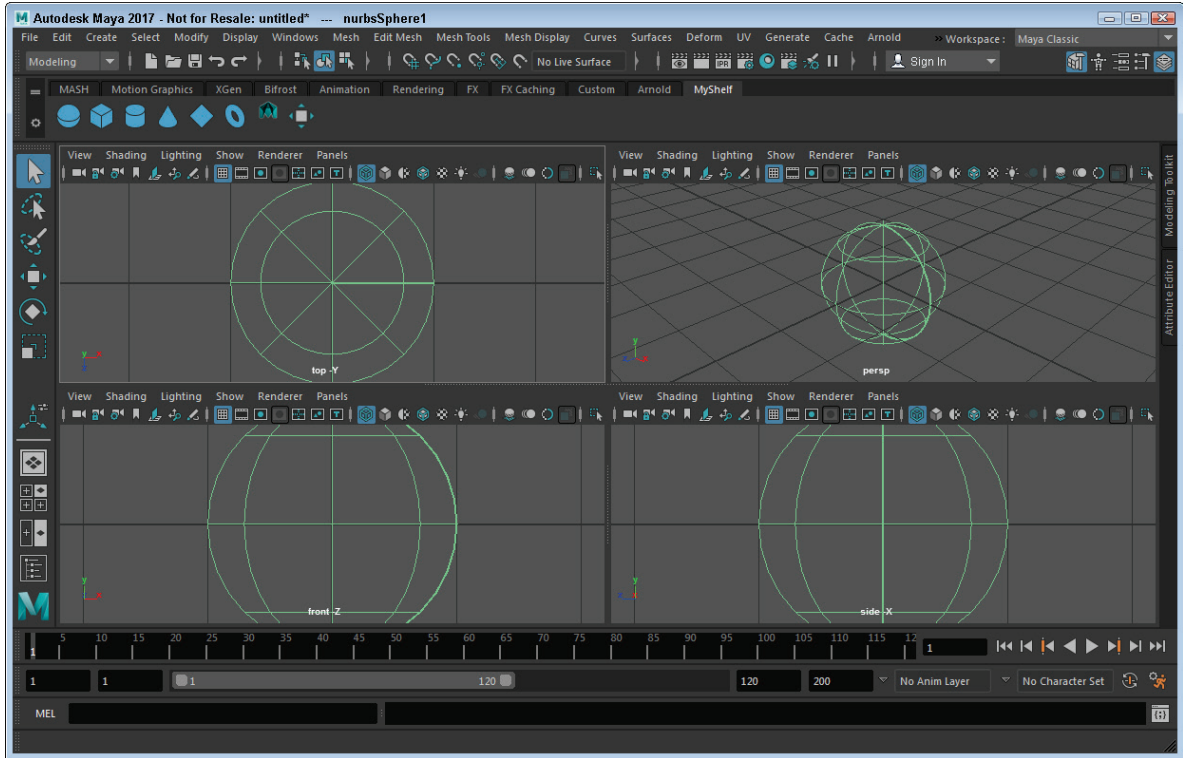 Autodesk Maya 2017 - Not for Resale: untitled* --- nurbsSphere1
File Edit Create Select Modify Display Windows Mesh Edit Mesh Mesh Tools Mesh Display Curves Surfaces Deform UV Generate Cache Arnold » Workspace : Maya Classic
Modeling No Live Surface Sign In
MASH Motion Graphics XGen Bifrost Animation Rendering FX FX Caching Custom Arnold MyShelf
View Shading Lighting Show Renderer Panels
View Shading Lighting Show Renderer Panels
Modeling Toolkit
Attribute Editor
y x
z
top -Y
y
z x
persp
View Shading Lighting Show Renderer Panels
View Shading Lighting Show Renderer Panels
y
z x
front -Z
y
z x
side -X
5 10 15 20 25 30 35 40 45 50 55 60 65 70 75 80 85 90 95 100 105 110 115 12
1 1
1 1 1 120 120 200 No Anim Layer No Character Set
MEL